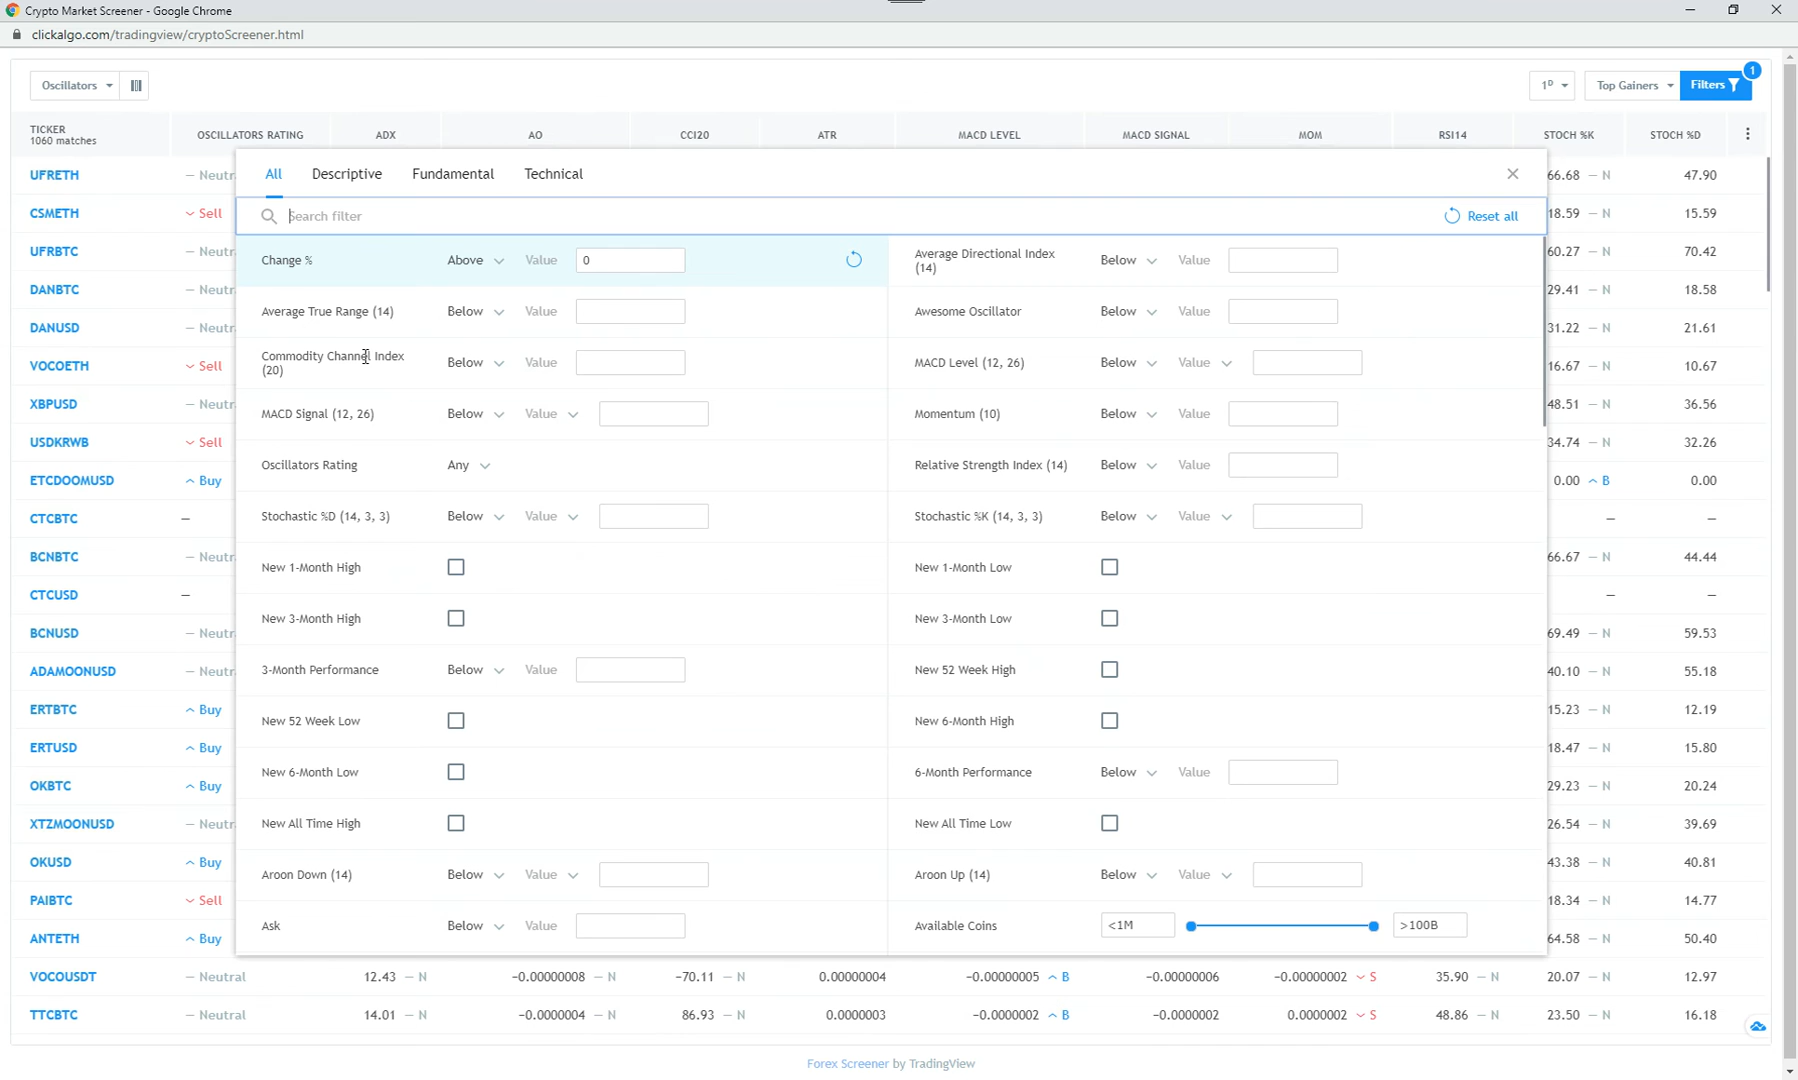 Crypto Market Screener - Google Chrome
clickalgo.com/tradingview/cryptoScreener.html
Oscillators
1D Top Gainers Filters 1
TICKER
1060 matches
OSCILLATORS RATING ADX AO CCI20 ATR MACD LEVEL MACD SIGNAL MOM RSI14 STOCH %K STOCH %D
All Descriptive Fundamental Technical
Search filter Reset all
UFRETH — Neutr 66.68 — N 47.90
CSMETH Sell 18.59 — N 15.59
UFRBTC — Neutr 60.27 — N 70.42
DANBTC — Neutr 29.41 — N 18.58
DANUSD — Neutr 31.22 — N 21.61
VOCOETH Sell 16.67 — N 10.67
XBPUSD — Neutr 48.51 — N 36.56
USDKRWB Sell 34.74 — N 32.26
ETCDOOMUSD Buy 0.00 B 0.00
CTCBTC — — —
BCNBTC — Neutr 66.67 — N 44.44
CTCUSD — — —
BCNUSD — Neutr 69.49 — N 59.53
ADAMOONUSD — Neutr 40.10 — N 55.18
ERTBTC Buy 15.23 — N 12.19
ERTUSD Buy 18.47 — N 15.80
OKBTC Buy 29.23 — N 20.24
XTZMOONUSD — Neutr 26.54 — N 39.69
OKUSD Buy 43.38 — N 40.81
PAIBTC Sell 18.34 — N 14.77
ANTETH Buy 64.58 — N 50.40
Change % Above Value 0
Average Directional Index
(14) Below Value
Average True Range (14) Below Value
Awesome Oscillator Below Value
Commodity Channel Index
(20) Below Value
MACD Level (12, 26) Below Value
MACD Signal (12, 26) Below Value
Momentum (10) Below Value
Oscillators Rating Any
Relative Strength Index (14) Below Value
Stochastic %D (14, 3, 3) Below Value
Stochastic %K (14, 3, 3) Below Value
New 1-Month High
New 1-Month Low
New 3-Month High
New 3-Month Low
3-Month Performance Below Value
New 52 Week High
New 52 Week Low
New 6-Month High
New 6-Month Low
6-Month Performance Below Value
New All Time High
New All Time Low
Aroon Down (14) Below Value
Aroon Up (14) Below Value
Ask Below Value
Available Coins <1M >100B
VOCOUSDT — Neutral 12.43 — N -0.00000008 — N -70.11 — N 0.00000004 -0.00000005 B -0.00000006 -0.00000002 S 35.90 — N 20.07 — N 12.97
TTCBTC — Neutral 14.01 — N -0.0000004 — N 86.93 — N 0.0000003 -0.0000002 B -0.0000002 0.0000002 S 48.86 — N 23.50 — N 16.18
Forex Screener by TradingView